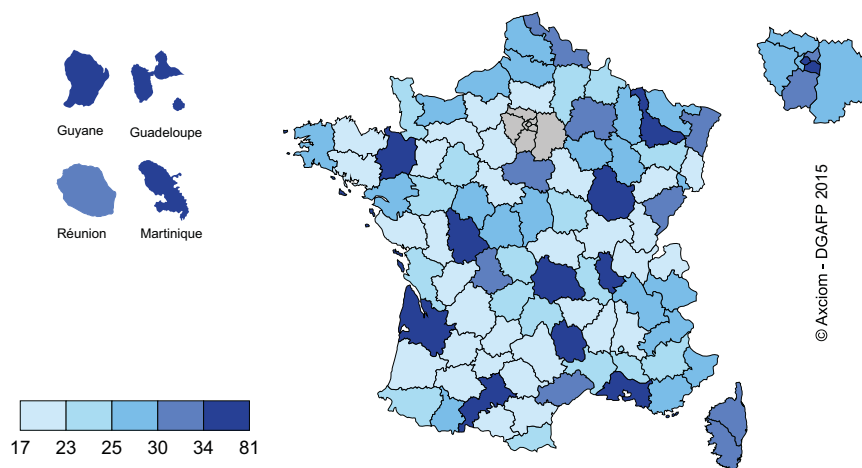 Guyane
Guadeloupe
Réunion
Martinique
© Axciom - DGAFP 2015
17 23 25 30 34 81